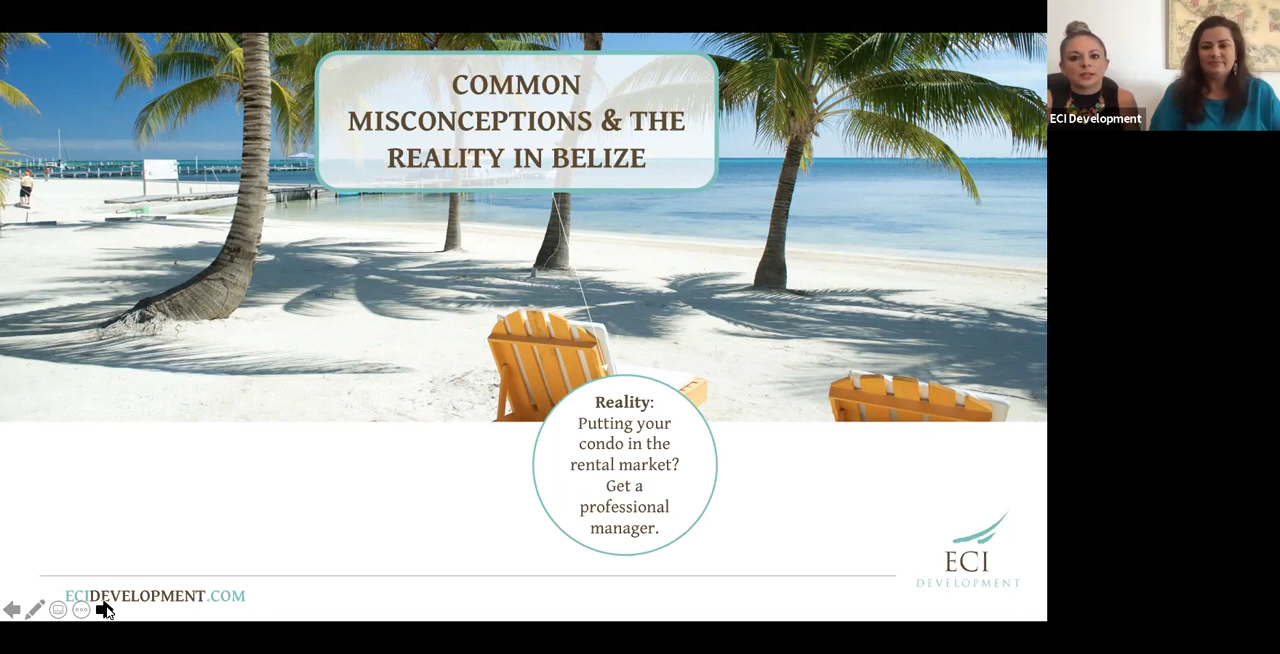 COMMON
MISCONCEPTIONS & THE
REALITY IN BELIZE
ECI Development
Reality:
Putting your
condo in the
rental market?
Get a
professional
manager.
ECI
DEVELOPMENT
ECIDEVELOPMENT.COM